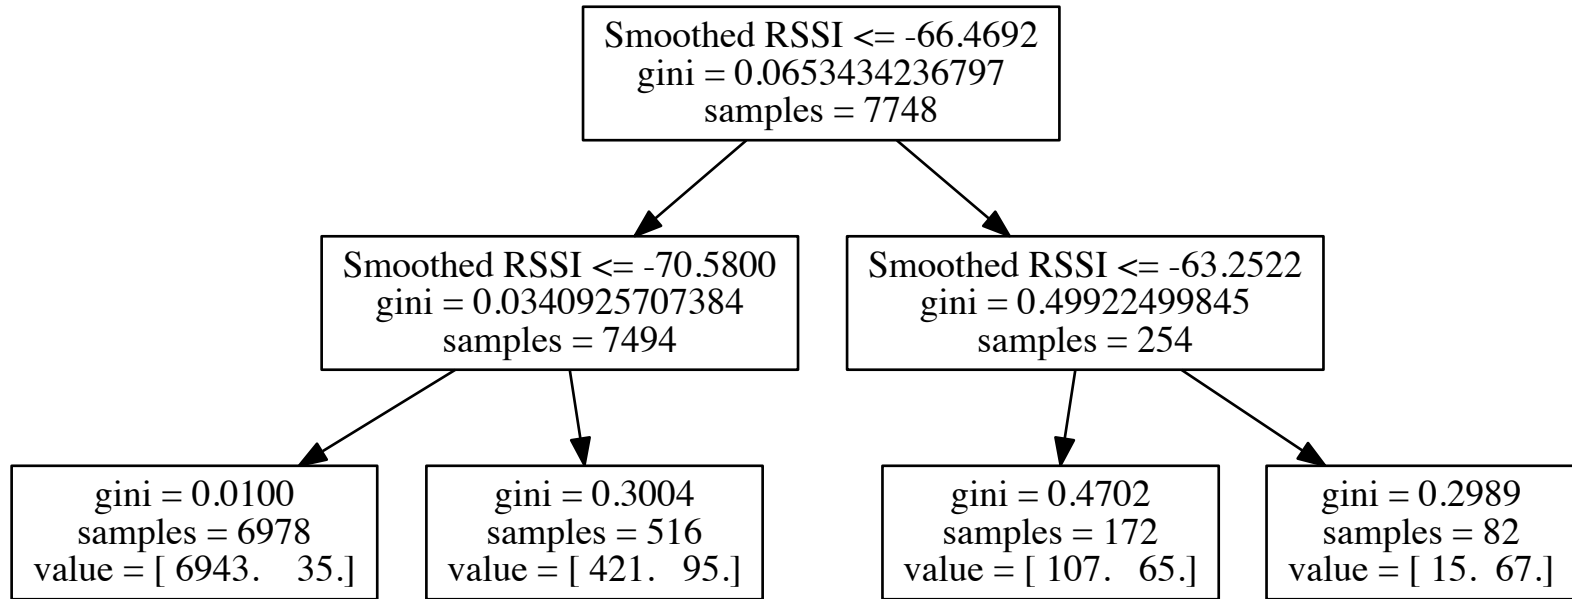 Smoothed RSSI <= -66.4692
gini = 0.0653434236797
samples = 7748
Smoothed RSSI <= -70.5800
gini = 0.0340925707384
samples = 7494
Smoothed RSSI <= -63.2522
gini = 0.49922499845
samples = 254
gini = 0.0100
samples = 6978
value = [ 6943.    35.]
gini = 0.3004
samples = 516
value = [ 421.   95.]
gini = 0.4702
samples = 172
value = [ 107.   65.]
gini = 0.2989
samples = 82
value = [ 15.  67.]